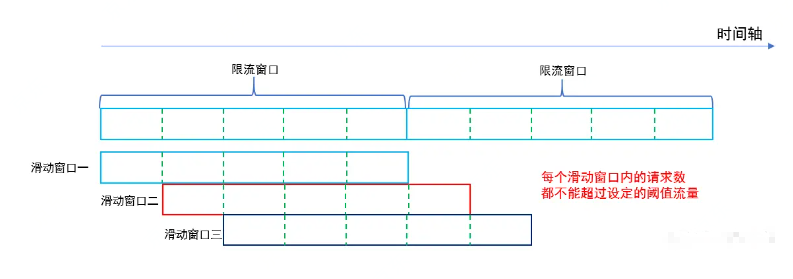 时间轴
限流窗口
限流窗口
滑动窗口一
滑动窗口二
滑动窗口三
每个滑动窗口内的请求数
都不能超过设定的阈值流量